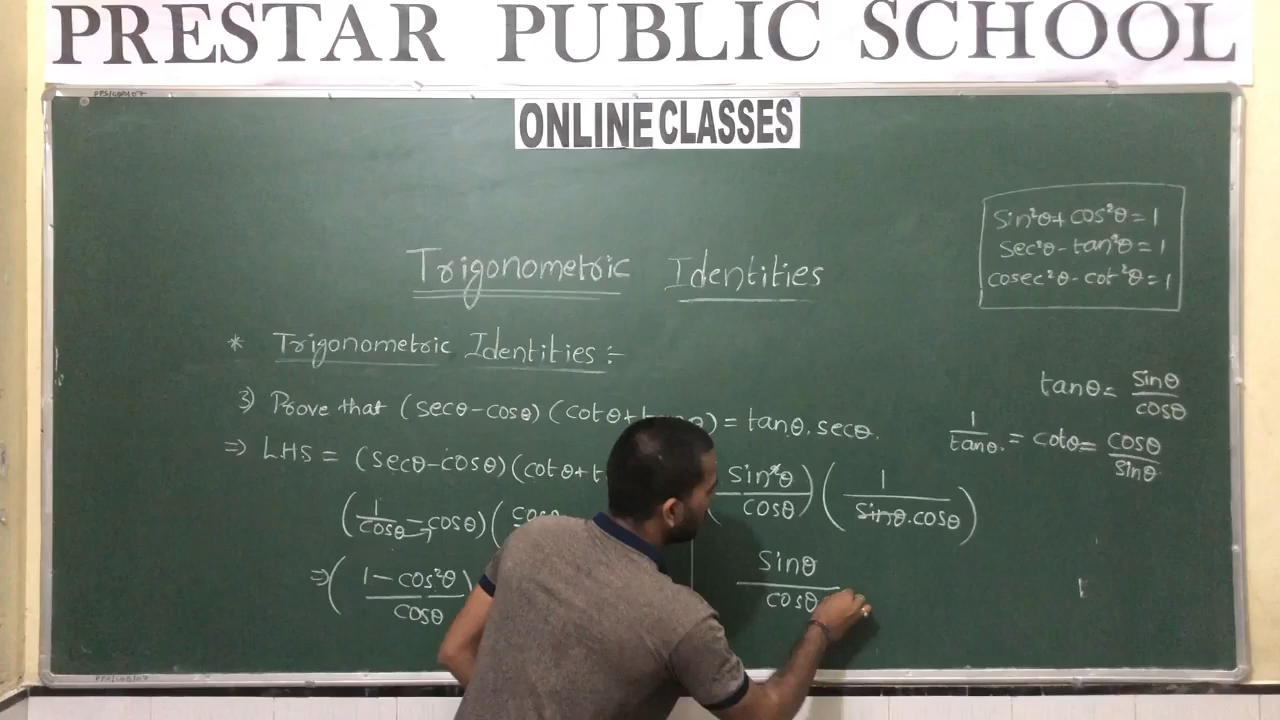 PRESTAR PUBLIC SCHOOL
ONLINE CLASSES
Trigonometric Identities
sin²θ + cos²θ = 1
sec²θ - tan²θ = 1
cosec²θ - cot²θ = 1
* Trigonometric Identities :-
3) Prove that (secθ - cosθ) (cotθ + θ) = tanθ. secθ.
⇒ LHS = (secθ - cosθ) (cotθ + t
(1/cosθ - cosθ) (cosθ
⇒ (1 - cos²θ/cosθ)
(sin²θ/cosθ) (1/sinθ.cosθ)
sinθ/cosθ
tanθ = sinθ/cosθ
1/tanθ. = cotθ = cosθ/sinθ